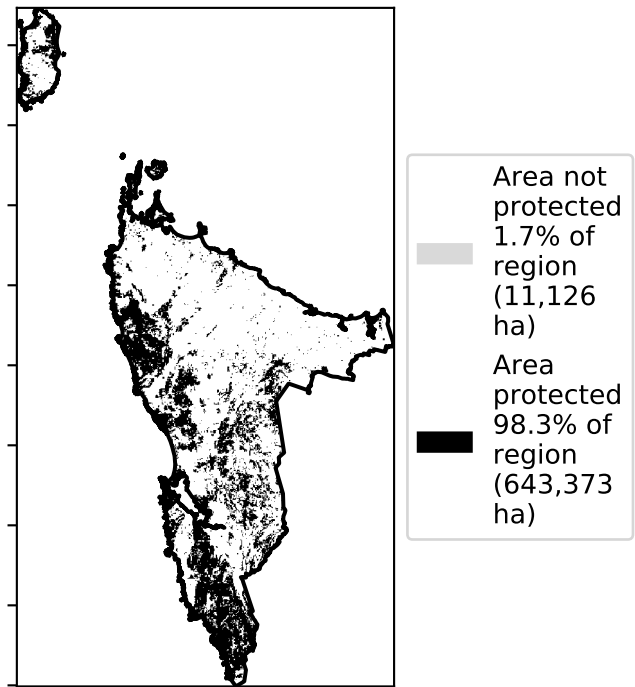 Area not
protected
1.7% of
region
(11,126
ha)
Area
protected
98.3% of
region
(643,373
ha)